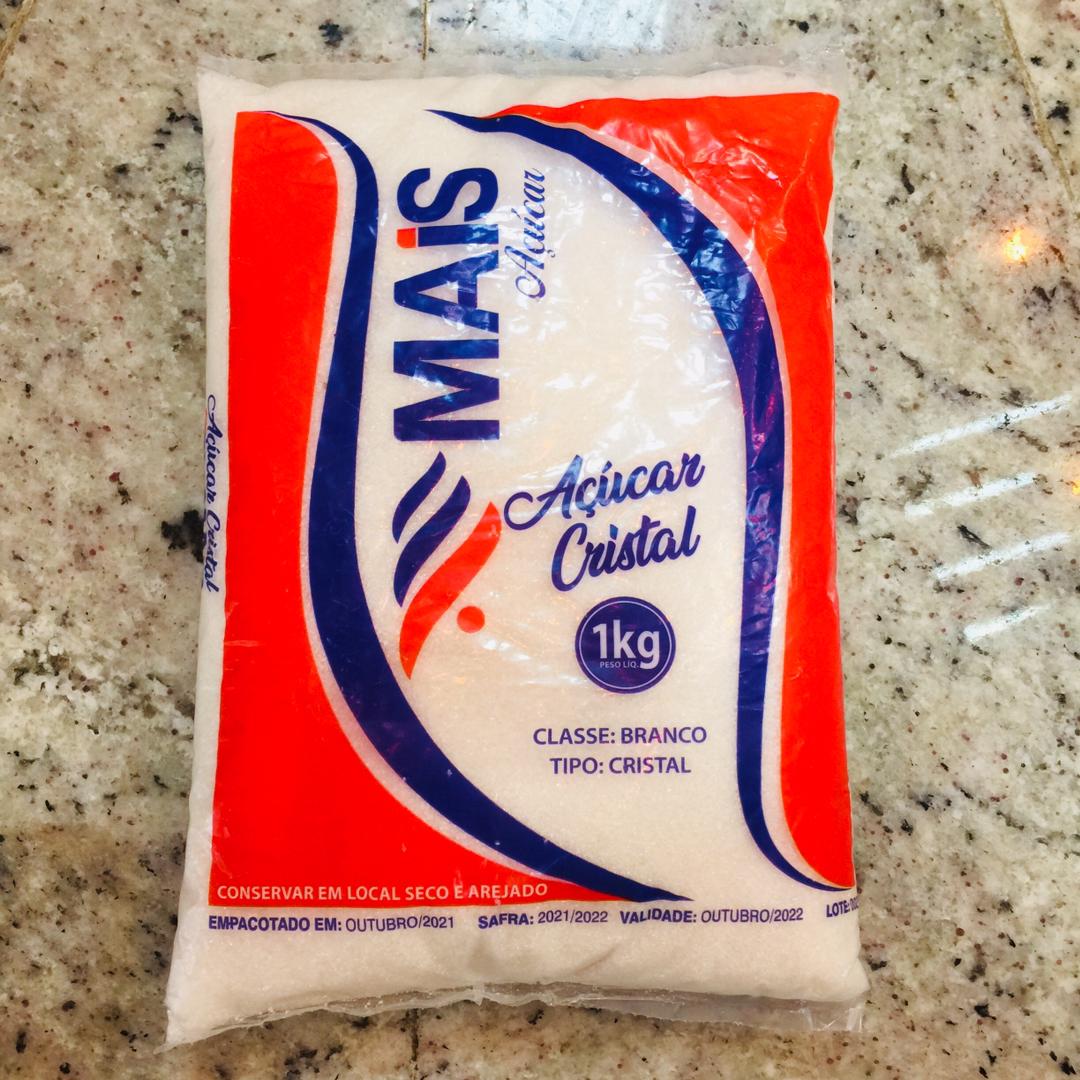 MAiS
Açúcar
Açúcar
Cristal
1kg
PESO LÍQ.
CLASSE: BRANCO
TIPO: CRISTAL
Açúcar Cristal
CONSERVAR EM LOCAL SECO E AREJADO
EMPACOTADO EM: OUTUBRO/2021 SAFRA: 2021/2022 VALIDADE: OUTUBRO/2022 LOTE: